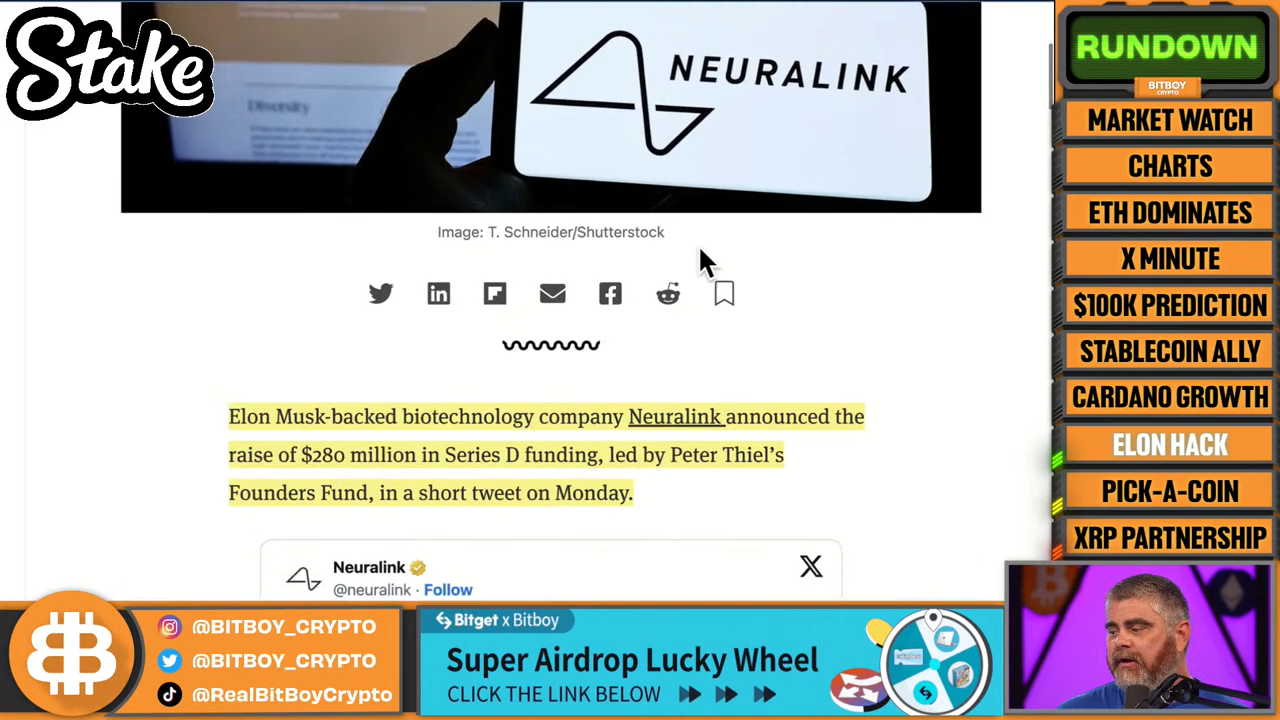 Stake
Diversity
NEURALINK
Image: T. Schneider/Shutterstock
Elon Musk-backed biotechnology company Neuralink announced the
raise of $280 million in Series D funding, led by Peter Thiel's
Founders Fund, in a short tweet on Monday.
Neuralink
@neuralink · Follow
X
RUNDOWN
BITBOY
CRYPTO
MARKET WATCH
CHARTS
ETH DOMINATES
X MINUTE
$100K PREDICTION
STABLECOIN ALLY
CARDANO GROWTH
ELON HACK
PICK-A-COIN
XRP PARTNERSHIP
@BITBOY_CRYPTO
@BITBOY_CRYPTO
@RealBitBoyCrypto
Bitget x Bitboy
Super Airdrop Lucky Wheel
CLICK THE LINK BELOW